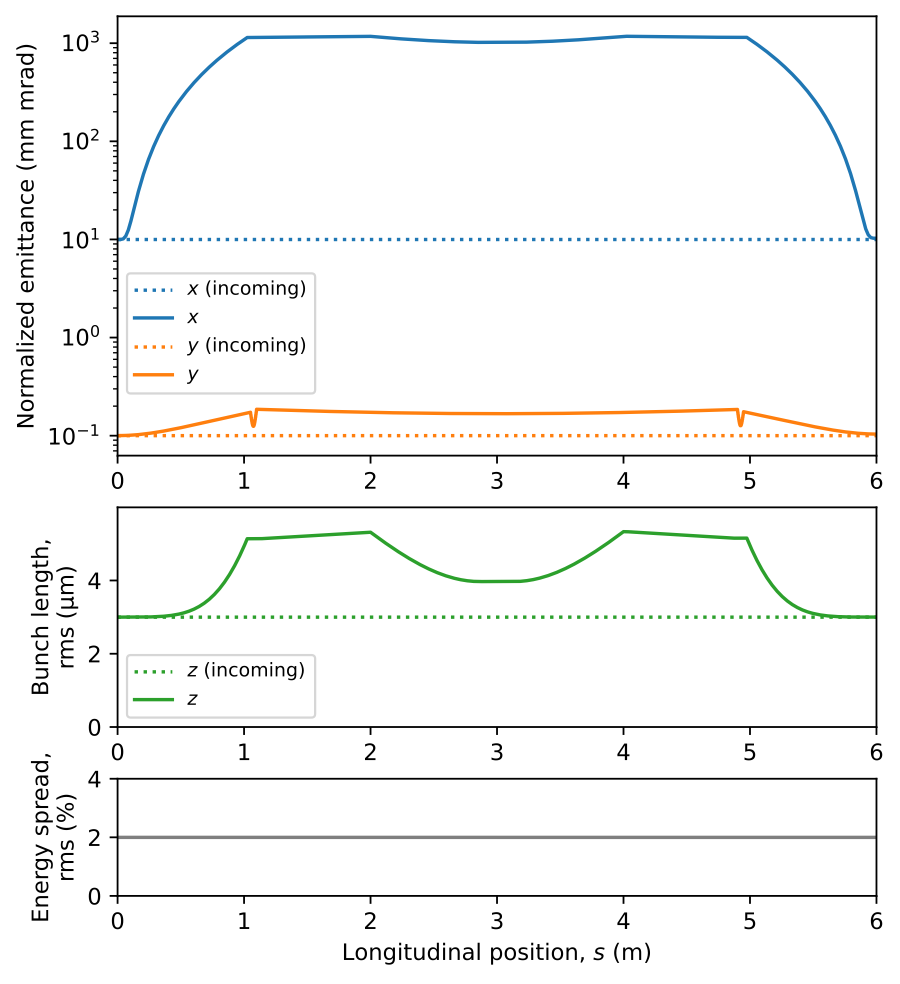 Normalized emittance (mm mrad)
10³
10²
10¹
10⁰
10⁻¹
x (incoming)
x
y (incoming)
y
0 1 2 3 4 5 6
Bunch length,
rms (μm)
4
2
0
z (incoming)
z
0 1 2 3 4 5 6
Energy spread,
rms (%)
4
2
0
0 1 2 3 4 5 6
Longitudinal position, s (m)